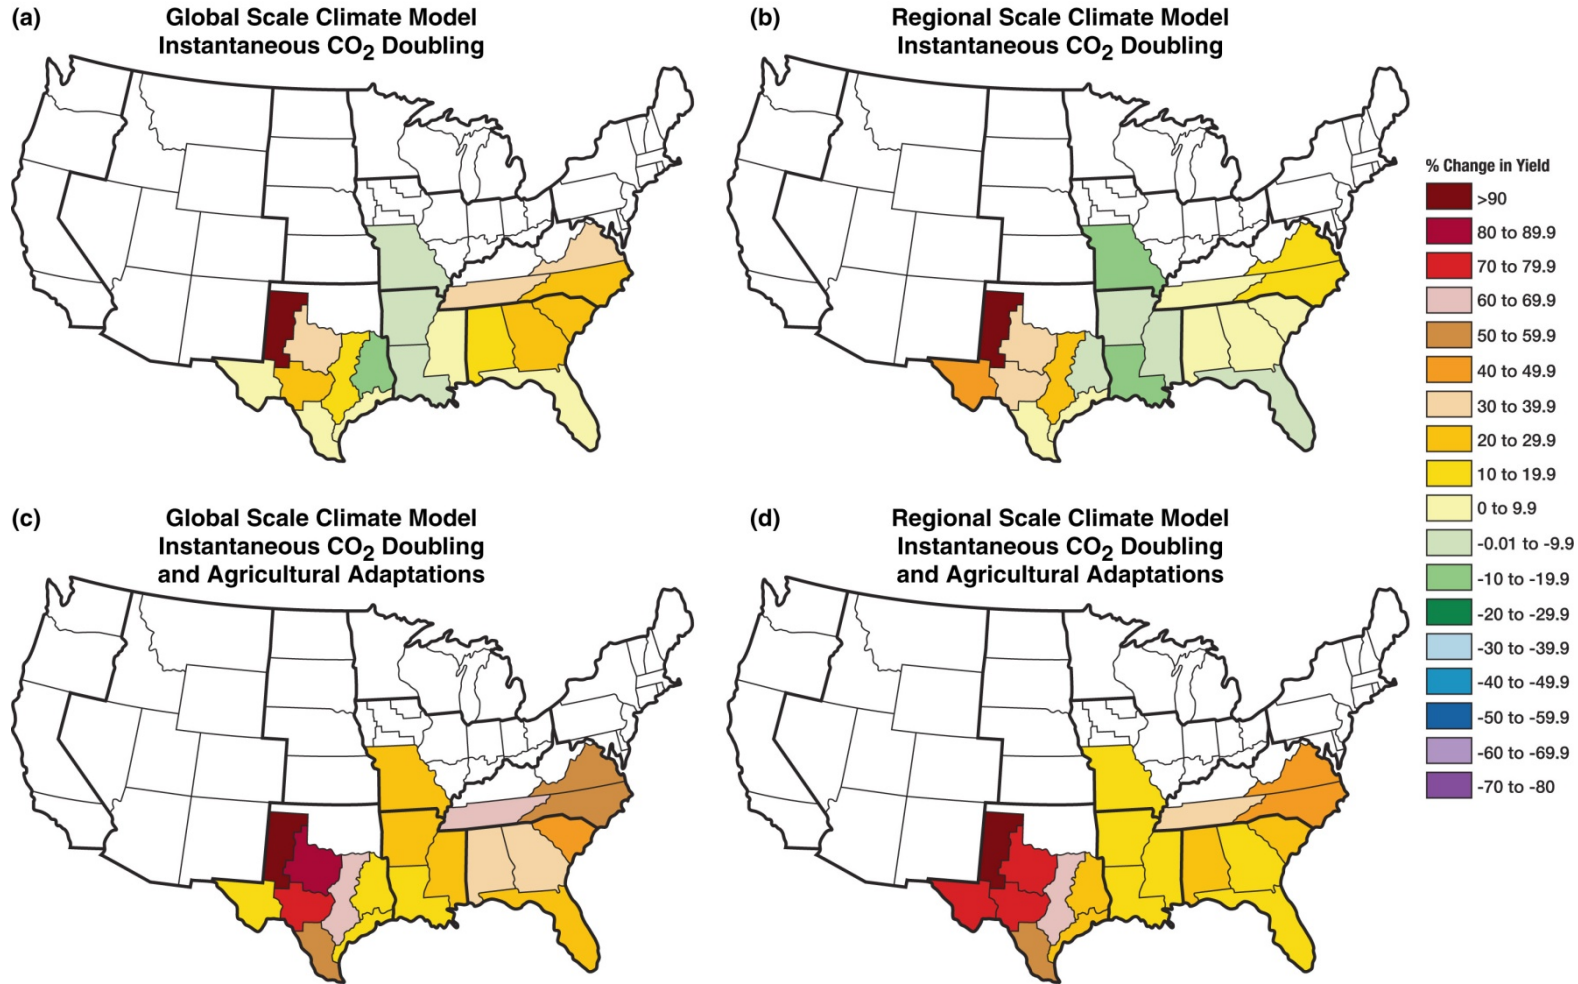 (a)
Global Scale Climate Model
Instantaneous CO2 Doubling
(b)
Regional Scale Climate Model
Instantaneous CO2 Doubling
% Change in Yield
>90
80 to 89.9
70 to 79.9
60 to 69.9
50 to 59.9
40 to 49.9
30 to 39.9
20 to 29.9
10 to 19.9
0 to 9.9
-0.01 to -9.9
-10 to -19.9
-20 to -29.9
-30 to -39.9
-40 to -49.9
-50 to -59.9
-60 to -69.9
-70 to -80
(c)
Global Scale Climate Model
Instantaneous CO2 Doubling
and Agricultural Adaptations
(d)
Regional Scale Climate Model
Instantaneous CO2 Doubling
and Agricultural Adaptations